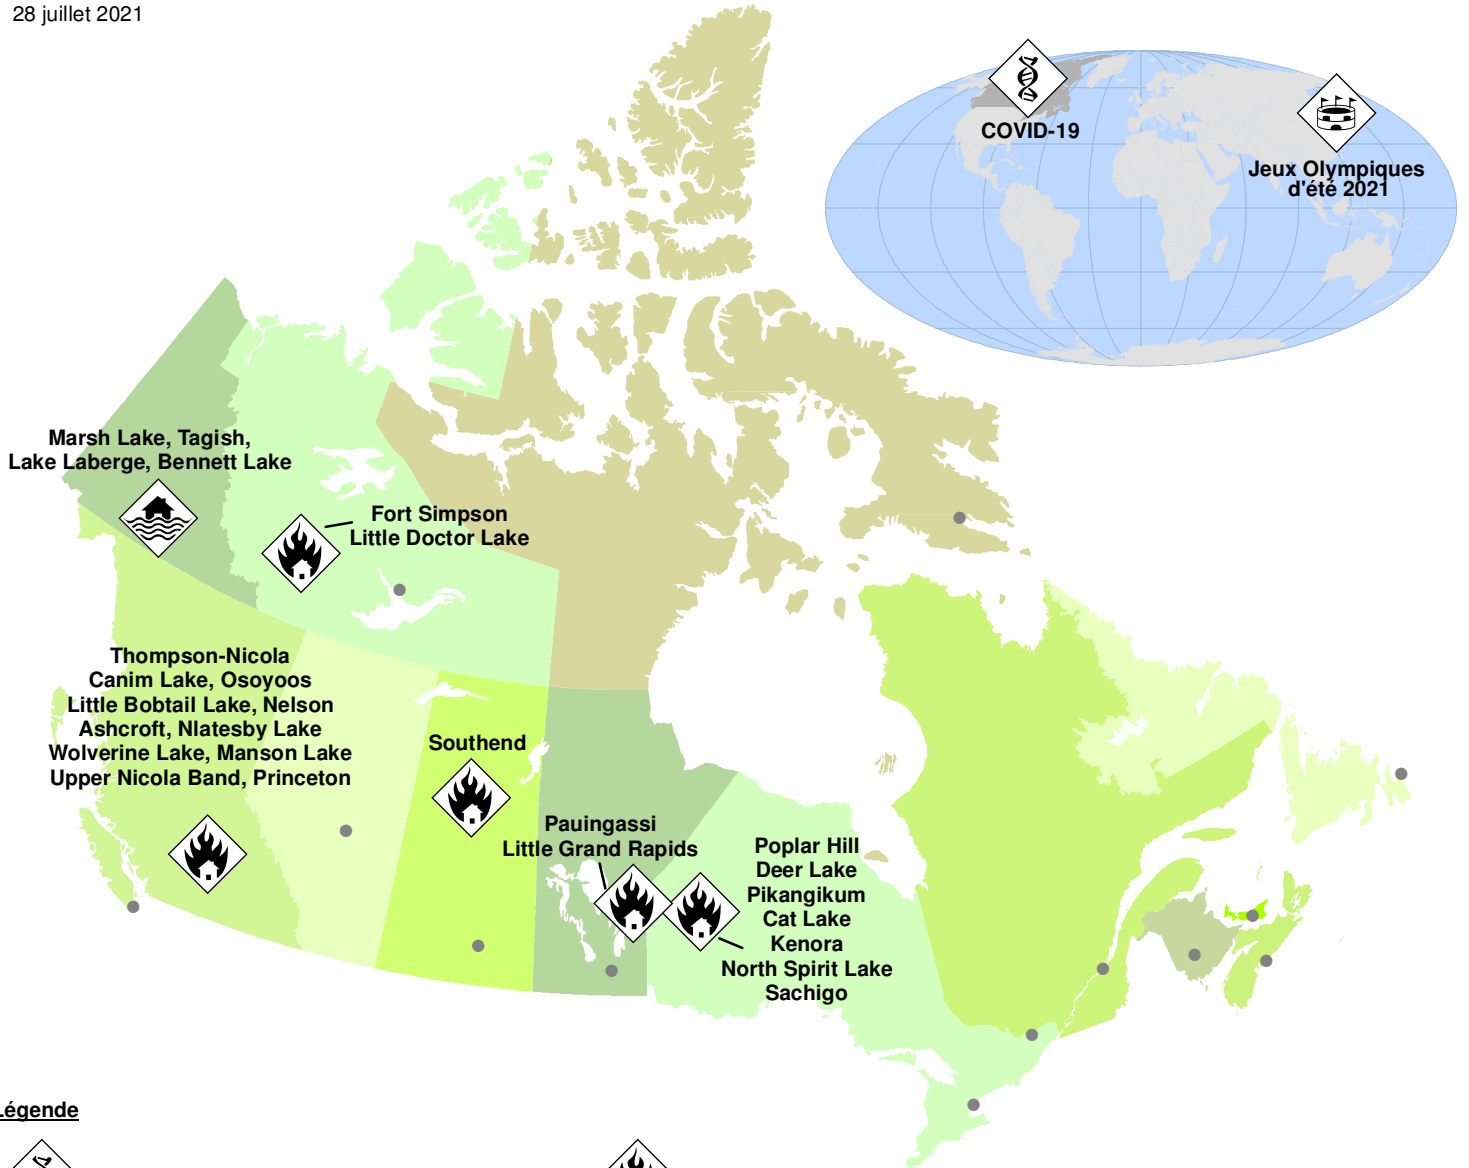 28 juillet 2021
COVID-19
Jeux Olympiques
d'été 2021
Marsh Lake, Tagish,
Lake Laberge, Bennett Lake
Fort Simpson
Little Doctor Lake
Thompson-Nicola
Canim Lake, Osoyoos
Little Bobtail Lake, Nelson
Ashcroft, Nlatesby Lake
Wolverine Lake, Manson Lake
Upper Nicola Band, Princeton
Southend
Pauingassi
Little Grand Rapids
Poplar Hill
Deer Lake
Pikangikum
Cat Lake
Kenora
North Spirit Lake
Sachigo
Légende